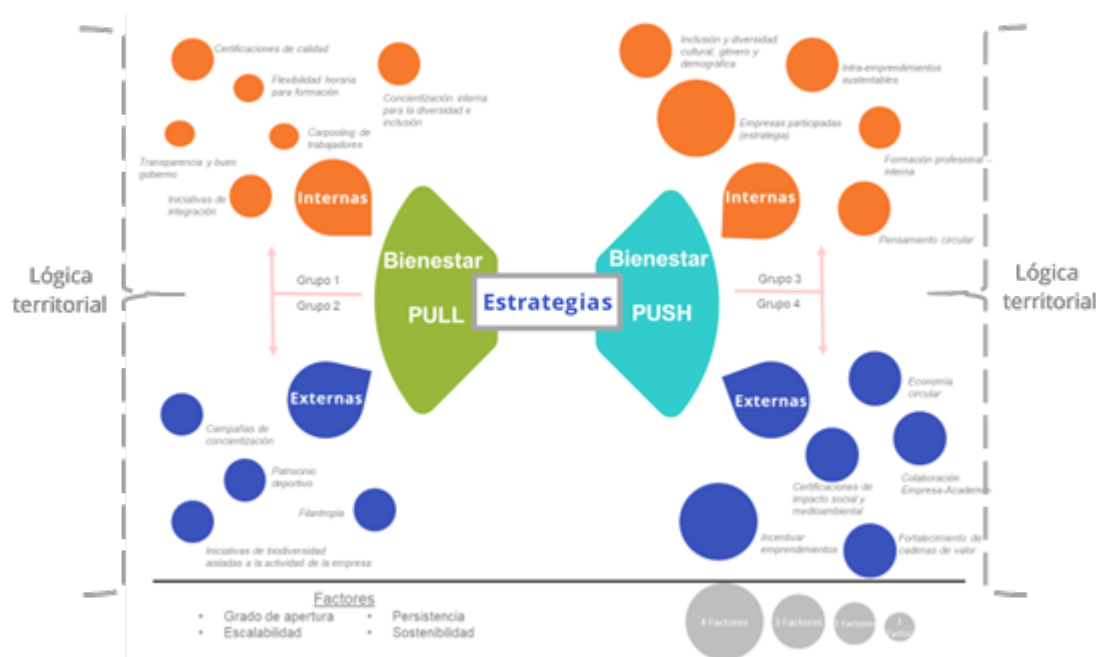 Certificaciones de calidad
Flexibilidad horaria
para formación
Concientización interna
para la diversidad e
inclusión
Carpooling de
trabajadores
Transparencia y buen
gobierno
Iniciativas de
integración
Internas
Inclusión y diversidad
cultural, género y
demográfica
Intra-emprendimientos
sustentables
Empresas participadas
(estrategia)
Formación profesional -
interna
Pensamiento circular
Internas
Lógica
territorial
Grupo 1
Grupo 2
Bienestar
PULL
Estrategias
Bienestar
PUSH
Grupo 3
Grupo 4
Lógica
territorial
Externas
Campañas de
concientización
Patrocinio
deportivo
Filantropía
Iniciativas de biodiversidad
aisladas a la actividad de la empresa
Externas
Economía
circular
Colaboración
Empresa-Academia
Certificaciones de
impacto social y
medioambiental
Incentivar
emprendimientos
Fortalecimiento de
cadenas de valor
Factores
• Grado de apertura
• Escalabilidad
• Persistencia
• Sostenibilidad
4 Factores
3 Factores
2 Factores
1
Factor